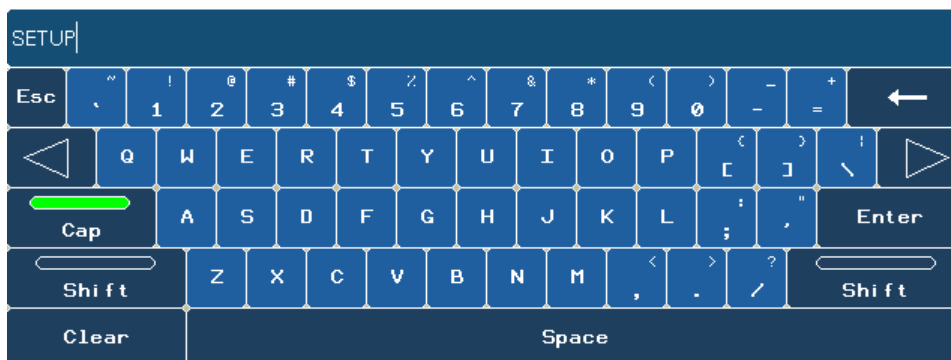 SETUP
~ ! @ # $ % ^ & * ( ) _ +
Esc ` 1 2 3 4 5 6 7 8 9 0 - =
{ } ¦
Q W E R T Y U I O P [ ] \
: "
Cap A S D F G H J K L ; ' Enter
< > ?
Shift Z X C V B N M , . / Shift
Clear Space